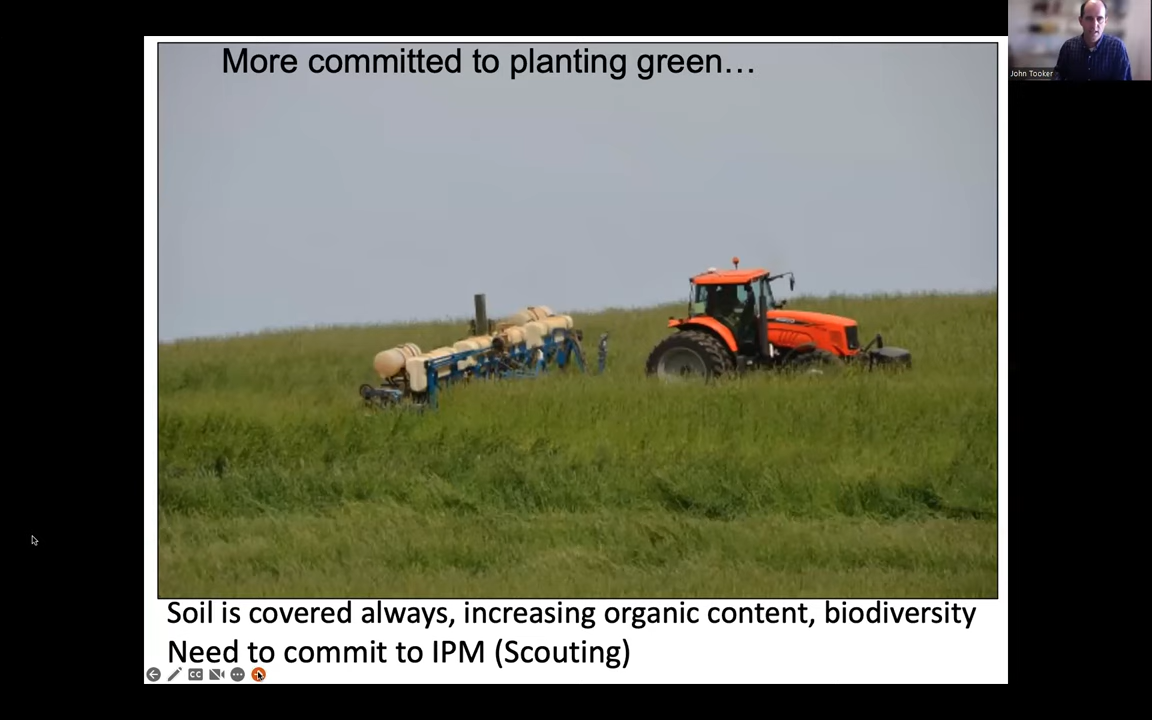 More committed to planting green...
John Tooker
Soil is covered always, increasing organic content, biodiversity
Need to commit to IPM (Scouting)
CC